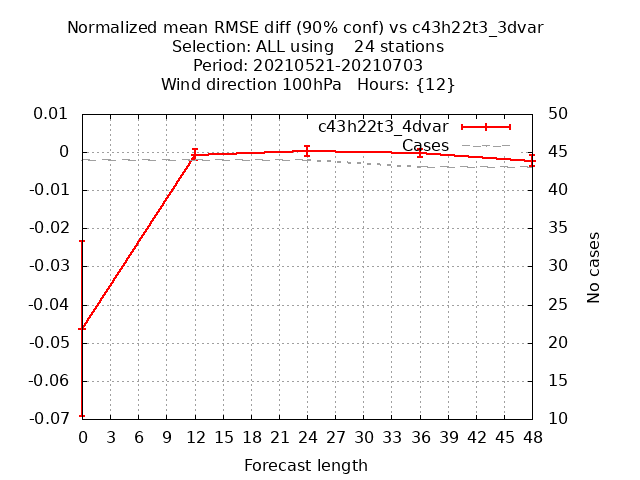 Normalized mean RMSE diff (90% conf) vs c43h22t3_3dvar
Selection: ALL using    24 stations
Period: 20210521-20210703
Wind direction 100hPa   Hours: {12}
0.01
0
-0.01
-0.02
-0.03
-0.04
-0.05
-0.06
-0.07
c43h22t3_4dvar
Cases
50
45
40
35
30
25
20
15
10
No cases
0 3 6 9 12 15 18 21 24 27 30 33 36 39 42 45 48
Forecast length